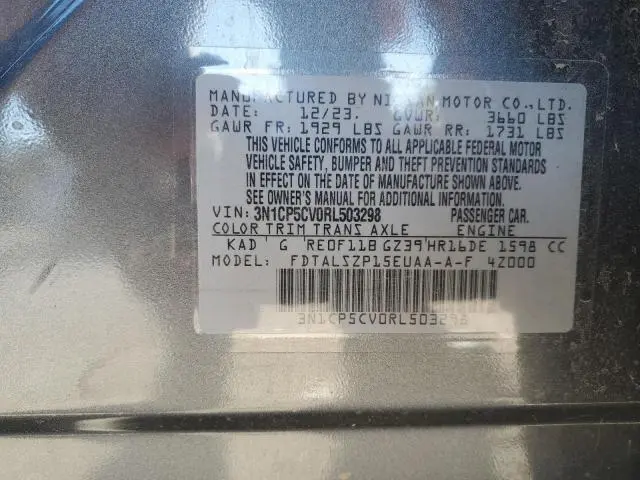 MANUFACTURED BY NISSAN MOTOR CO.,LTD.
DATE: 12/23. GVWR: 3660 LBS
GAWR FR: 1929 LBS GAWR RR: 1731 LBS
THIS VEHICLE CONFORMS TO ALL APPLICABLE FEDERAL MOTOR
VEHICLE SAFETY, BUMPER AND THEFT PREVENTION STANDARDS
IN EFFECT ON THE DATE OF MANUFACTURE SHOWN ABOVE.
SEE OWNER'S MANUAL FOR ADDITIONAL INFORMATION.
VIN: 3N1CP5CV0RL503298 PASSENGER CAR.
COLOR TRIM TRANS AXLE ENGINE
KAD ' G 'RE0F11B GZ39'HR16DE 1598 CC
MODEL: FDTALSZP15EUAA-A-F 4Z000
3N1CP5CV0RL503298